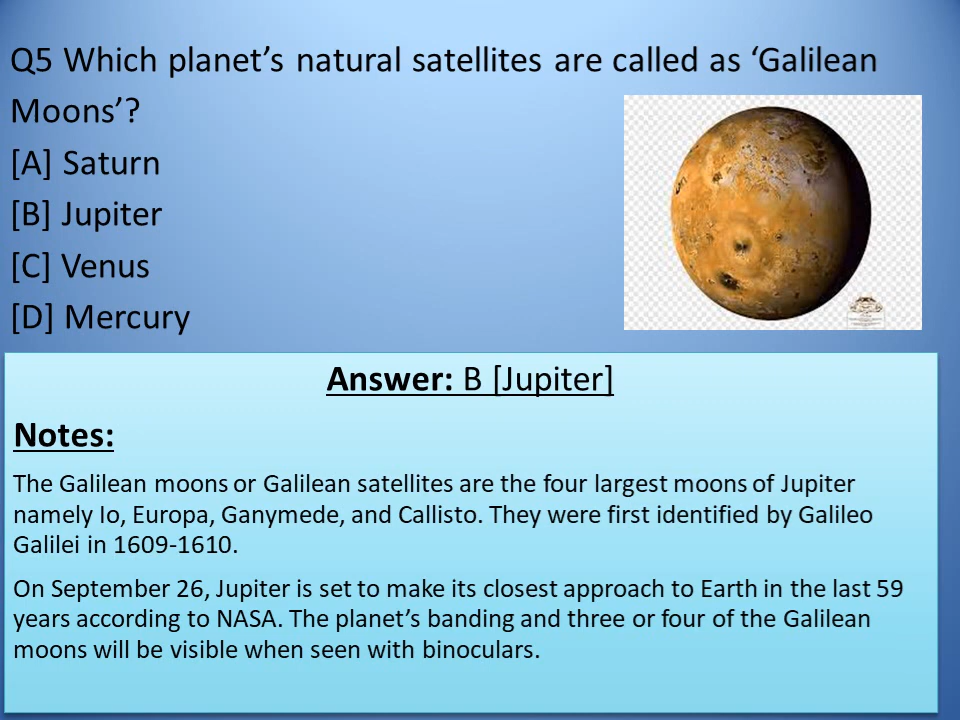 Q5 Which planet’s natural satellites are called as ‘Galilean
Moons’?
[A] Saturn
[B] Jupiter
[C] Venus
[D] Mercury
Answer: B [Jupiter]
Notes:
The Galilean moons or Galilean satellites are the four largest moons of Jupiter
namely Io, Europa, Ganymede, and Callisto. They were first identified by Galileo
Galilei in 1609-1610.
On September 26, Jupiter is set to make its closest approach to Earth in the last 59
years according to NASA. The planet’s banding and three or four of the Galilean
moons will be visible when seen with binoculars.